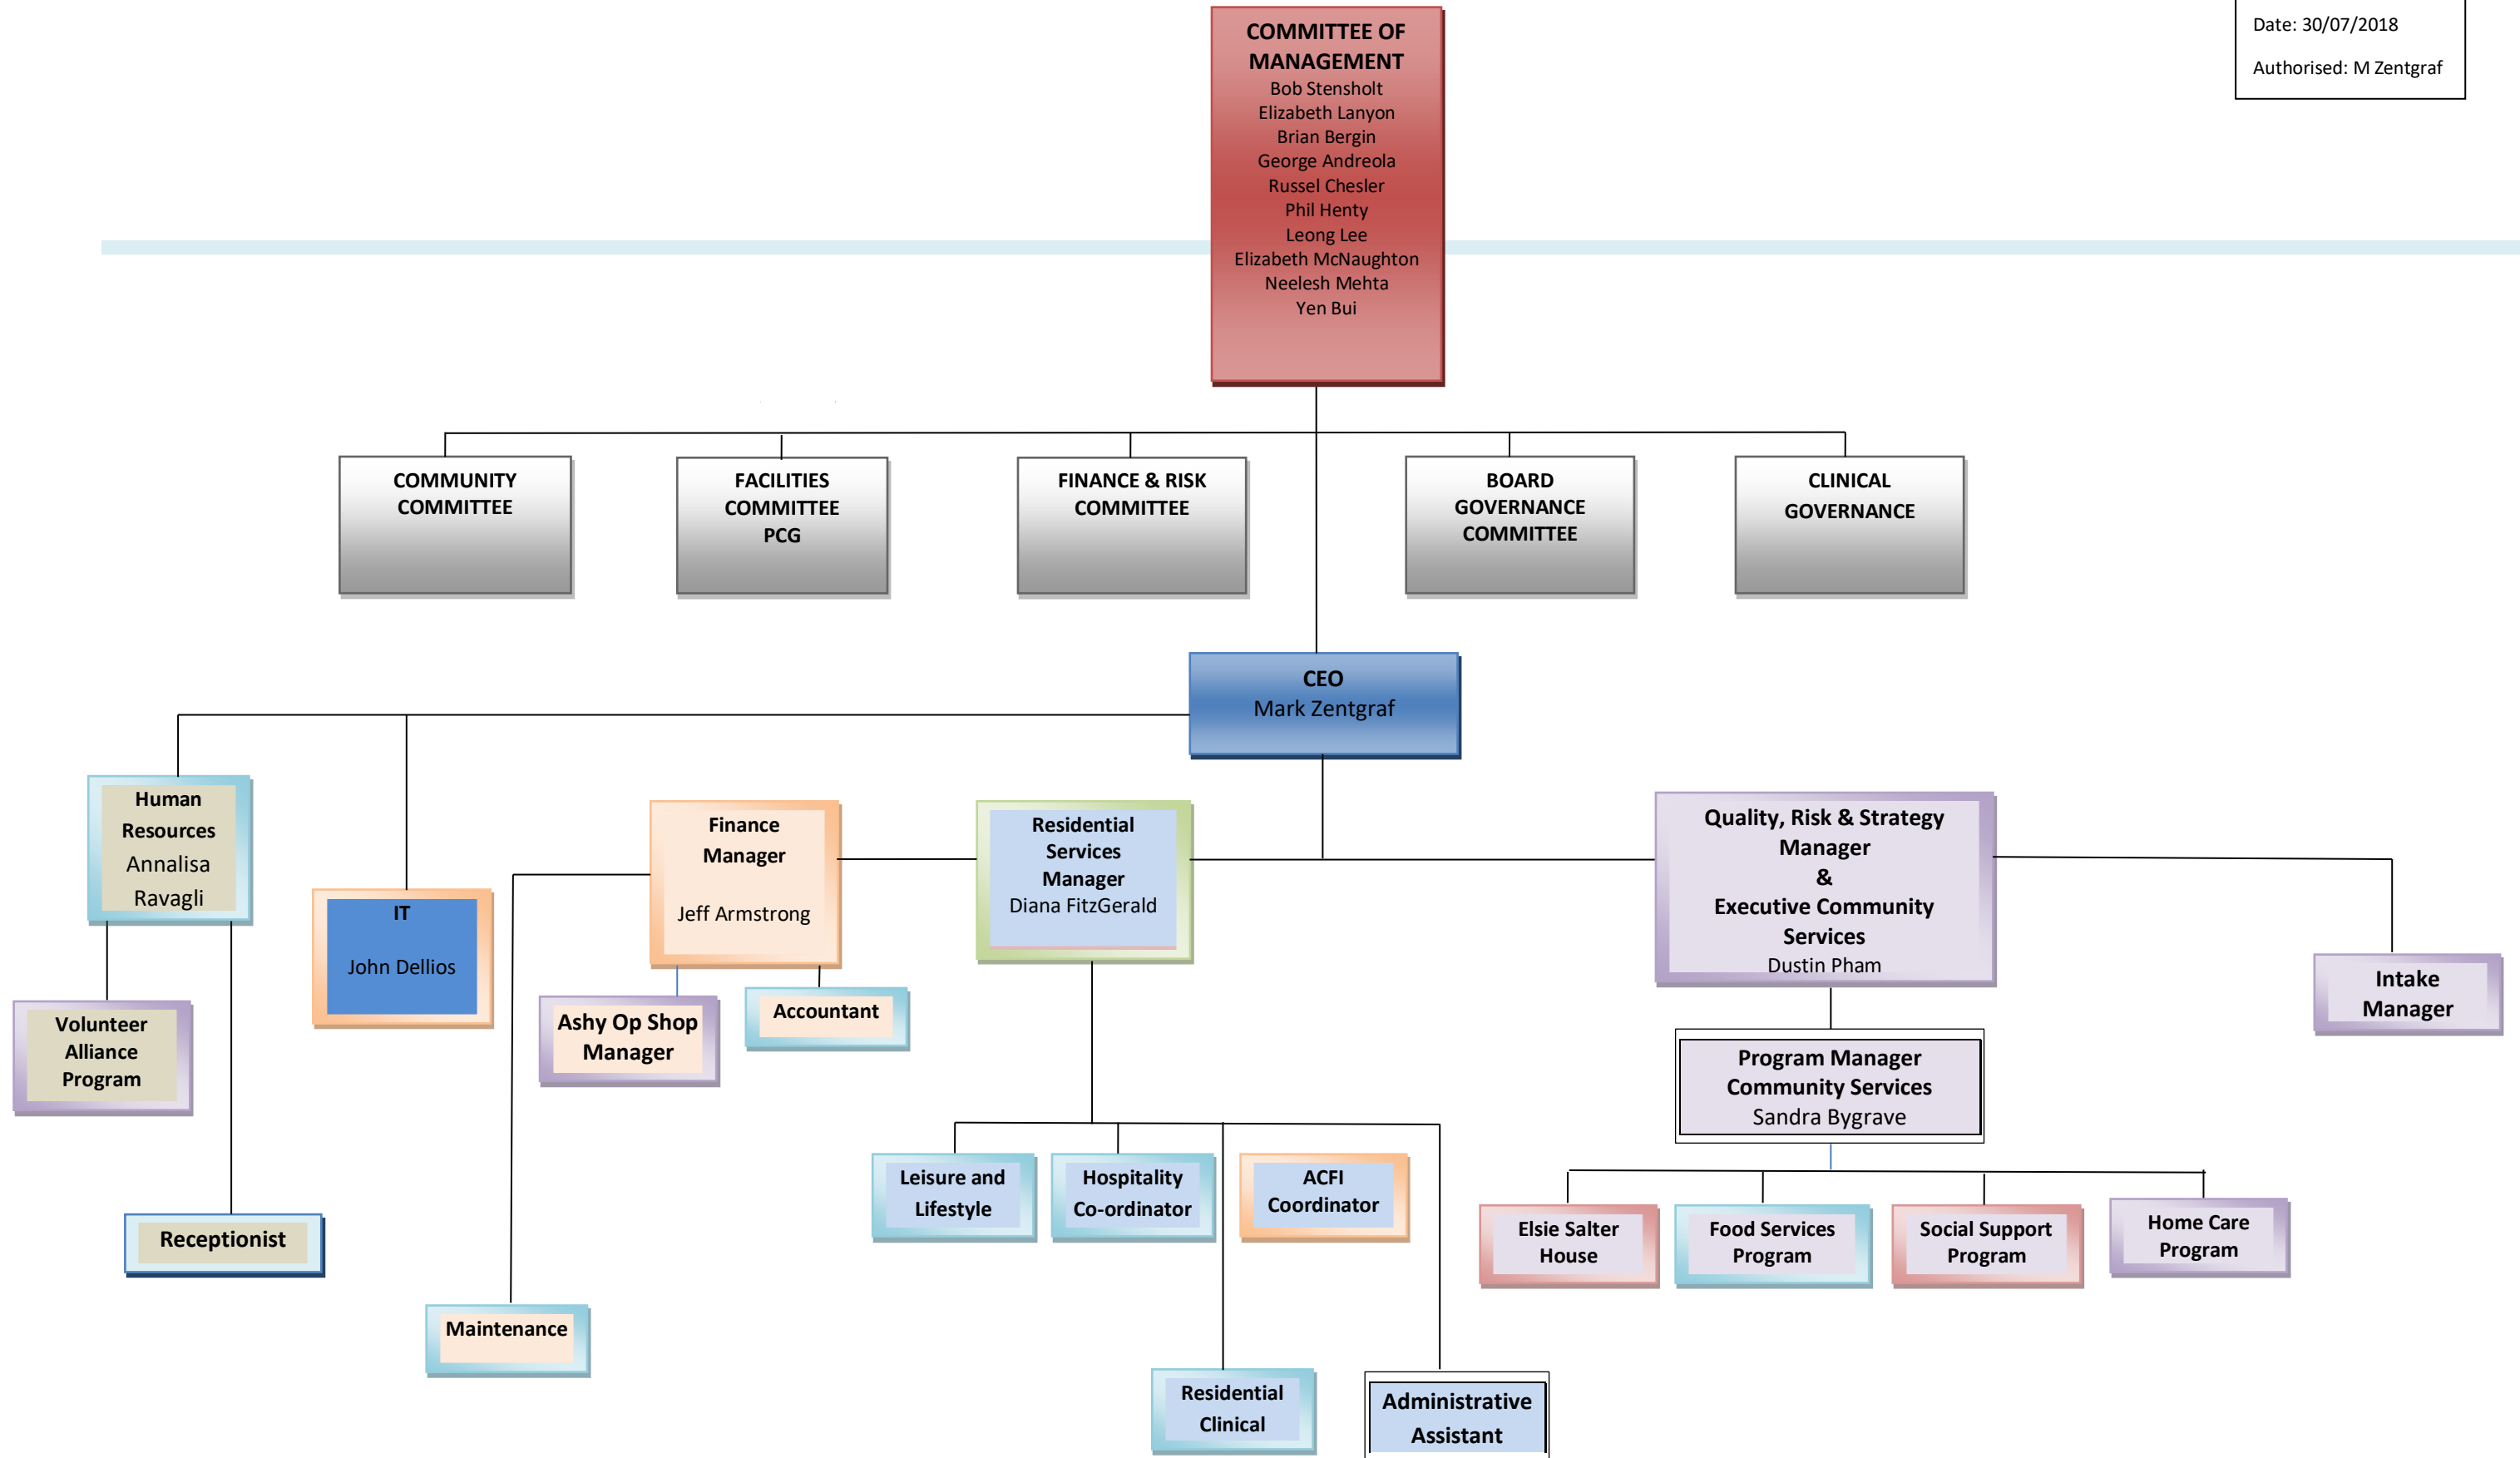 Date: 30/07/2018
Authorised: M Zentgraf
COMMITTEE OF
MANAGEMENT
Bob Stensholt
Elizabeth Lanyon
Brian Bergin
George Andreola
Russel Chesler
Phil Henty
Leong Lee
Elizabeth McNaughton
Neelesh Mehta
Yen Bui
COMMUNITY
COMMITTEE
FACILITIES
COMMITTEE
PCG
FINANCE & RISK
COMMITTEE
BOARD
GOVERNANCE
COMMITTEE
CLINICAL
GOVERNANCE
CEO
Mark Zentgraf
Human
Resources
Annalisa
Ravagli
IT
John Dellios
Finance
Manager
Jeff Armstrong
Residential
Services
Manager
Diana FitzGerald
Quality, Risk & Strategy
Manager
&
Executive Community
Services
Dustin Pham
Intake
Manager
Volunteer
Alliance
Program
Ashy Op Shop
Manager
Accountant
Program Manager
Community Services
Sandra Bygrave
Leisure and
Lifestyle
Hospitality
Co-ordinator
ACFI
Coordinator
Elsie Salter
House
Food Services
Program
Social Support
Program
Home Care
Program
Receptionist
Maintenance
Residential
Clinical
Administrative
Assistant